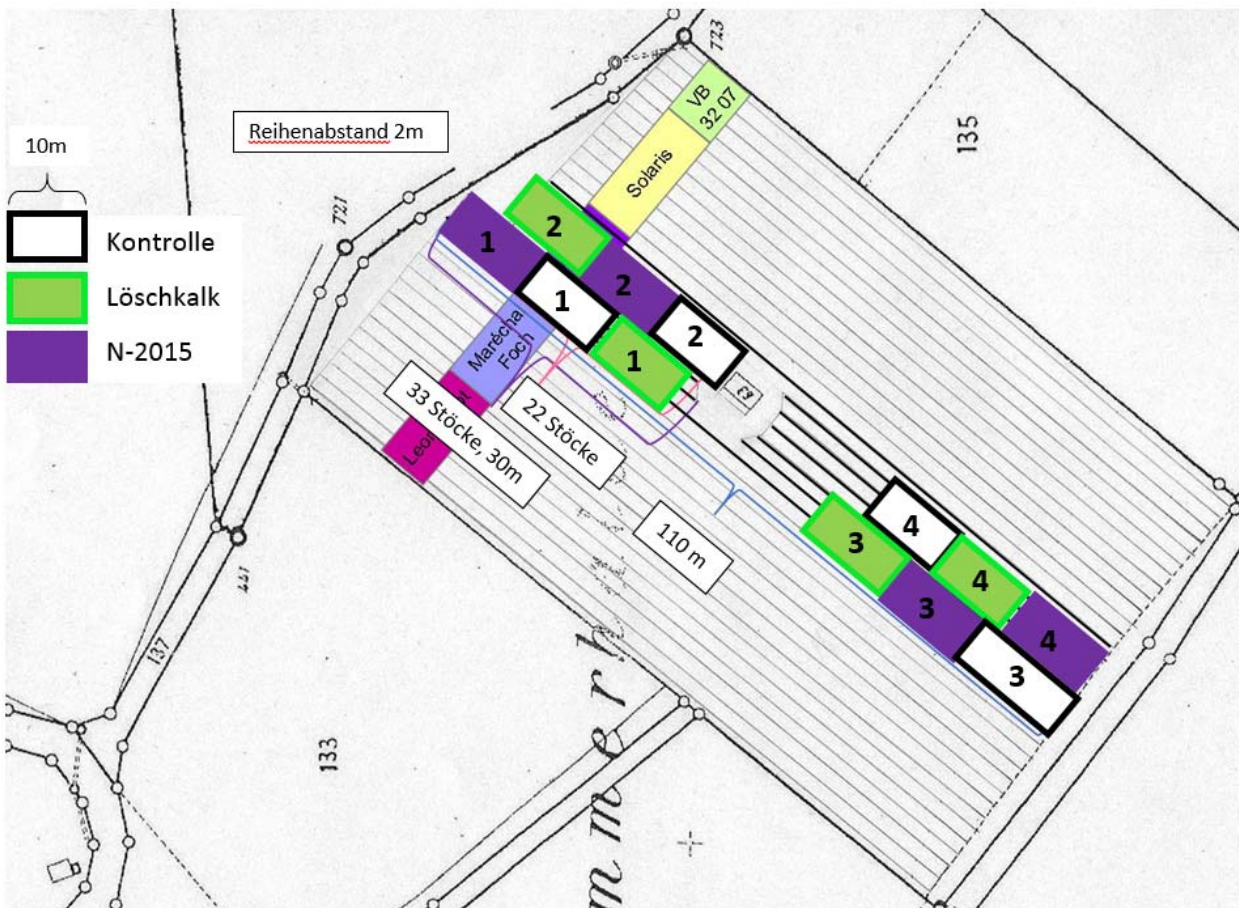 723
Reihenabstand 2m
10m
721
135
VB
32 07
Solaris
Kontrolle
Löschkalk
N-2015
1
2
2
1
2
1
Marécha
Foch
33 Stöcke, 30m
22 Stöcke
Leon
110 m
3
4
4
3
4
3
137
133
m m e r h